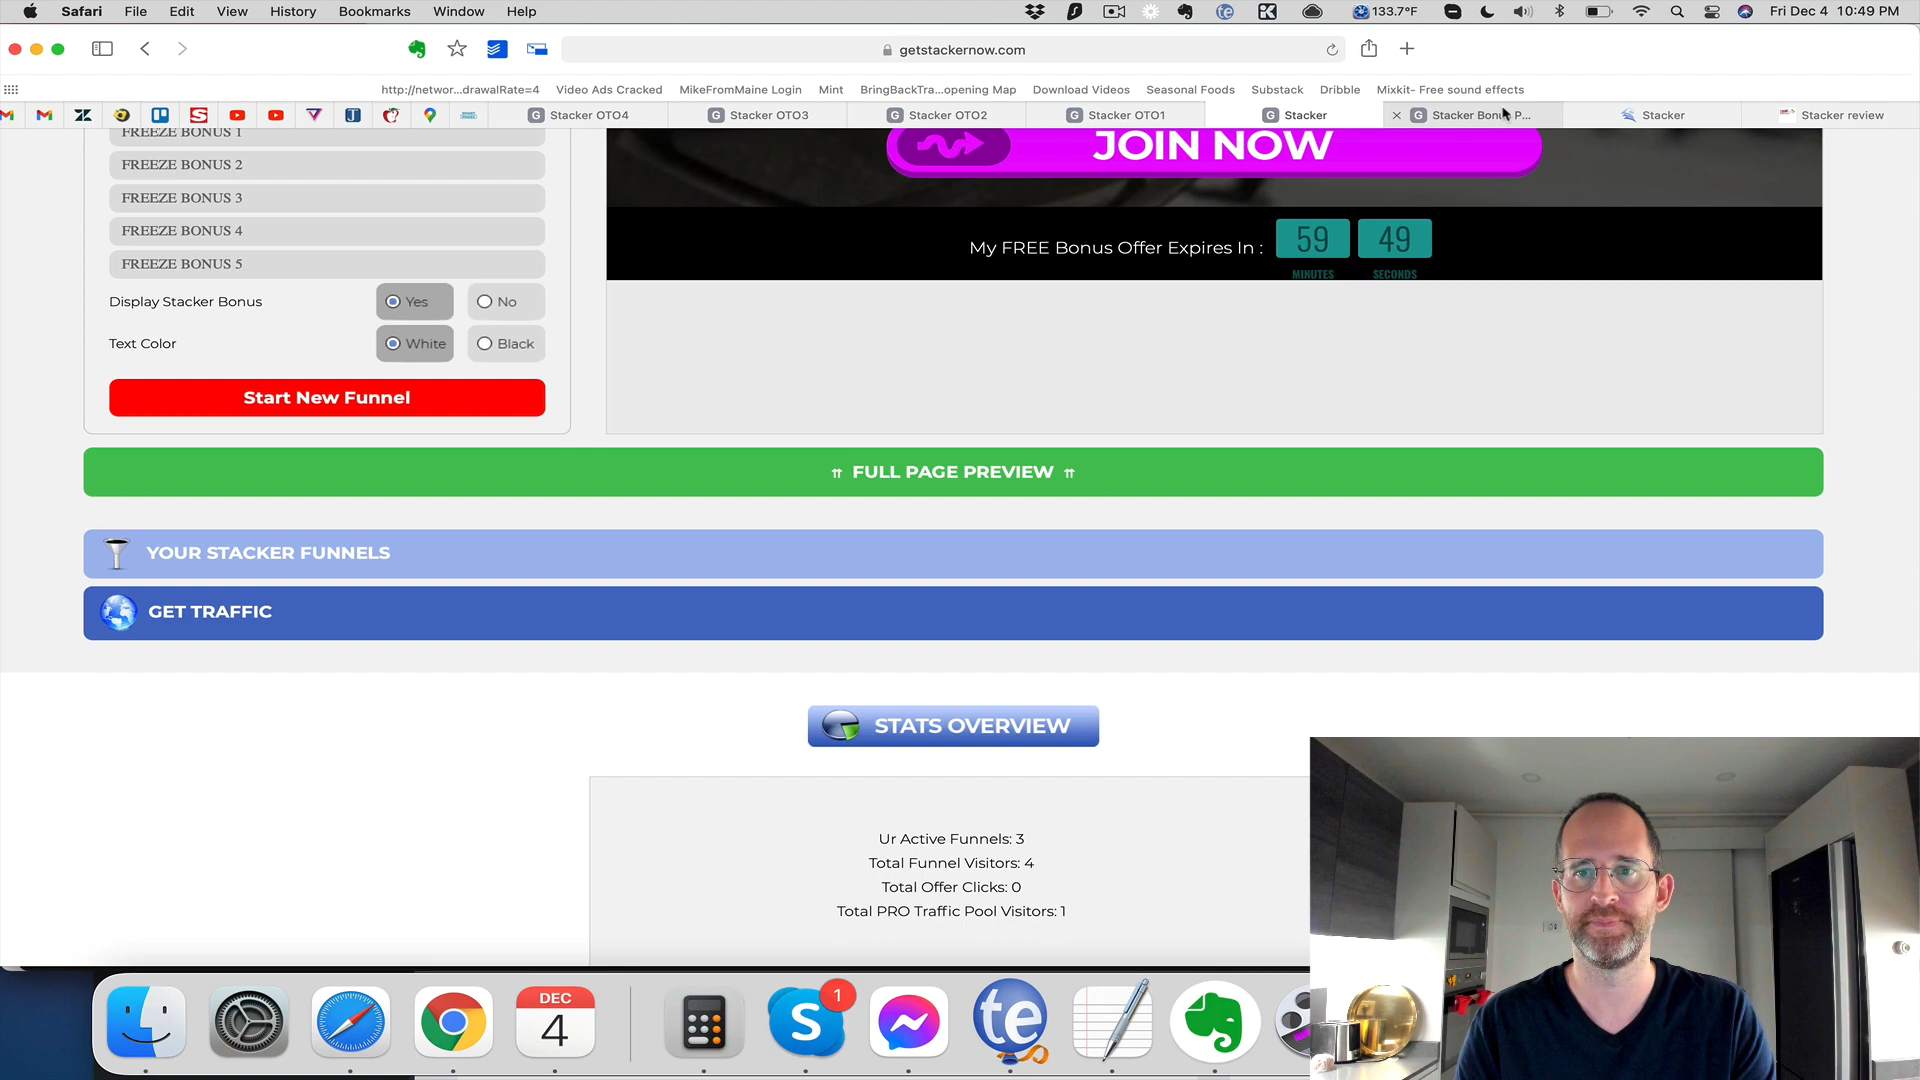 Safari File Edit View History Bookmarks Window Help 133.7°F Fri Dec 4 10:49 PM
getstackernow.com
http://networ...drawalRate=4 Video Ads Cracked MikeFromMaine Login Mint BringBackTra...opening Map Download Videos Seasonal Foods Substack Dribble Mixkit- Free sound effects
Stacker OTO4 Stacker OTO3 Stacker OTO2 Stacker OTO1 Stacker Stacker Stacker review
FREEZE BONUS 1
FREEZE BONUS 2
FREEZE BONUS 3
FREEZE BONUS 4
FREEZE BONUS 5
Display Stacker Bonus Yes No
Text Color White Black
Start New Funnel
JOIN NOW
My FREE Bonus Offer Expires In : 59 49
MINUTES SECONDS
FULL PAGE PREVIEW
YOUR STACKER FUNNELS
GET TRAFFIC
STATS OVERVIEW
Ur Active Funnels: 3
Total Funnel Visitors: 4
Total Offer Clicks: 0
Total PRO Traffic Pool Visitors: 1
DEC
4
S
1
te